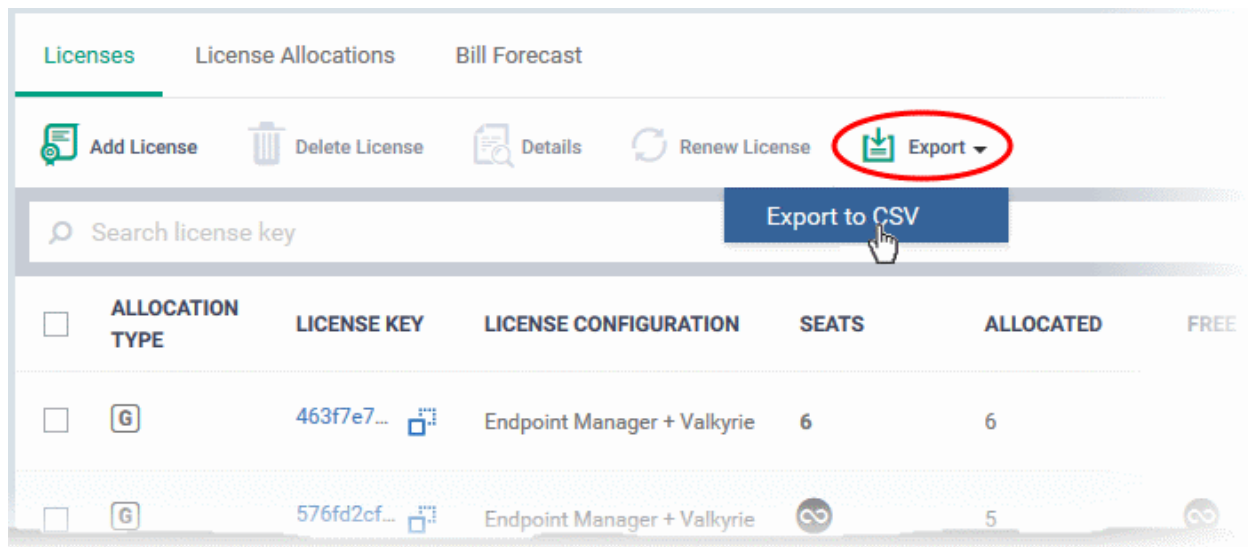 Licenses License Allocations Bill Forecast
Add License Delete License Details Renew License Export
Export to CSV
Search license key
ALLOCATION TYPE LICENSE KEY LICENSE CONFIGURATION SEATS ALLOCATED FREE
G 463f7e7... Endpoint Manager + Valkyrie 6 6
G 576fd2cf... Endpoint Manager + Valkyrie 5